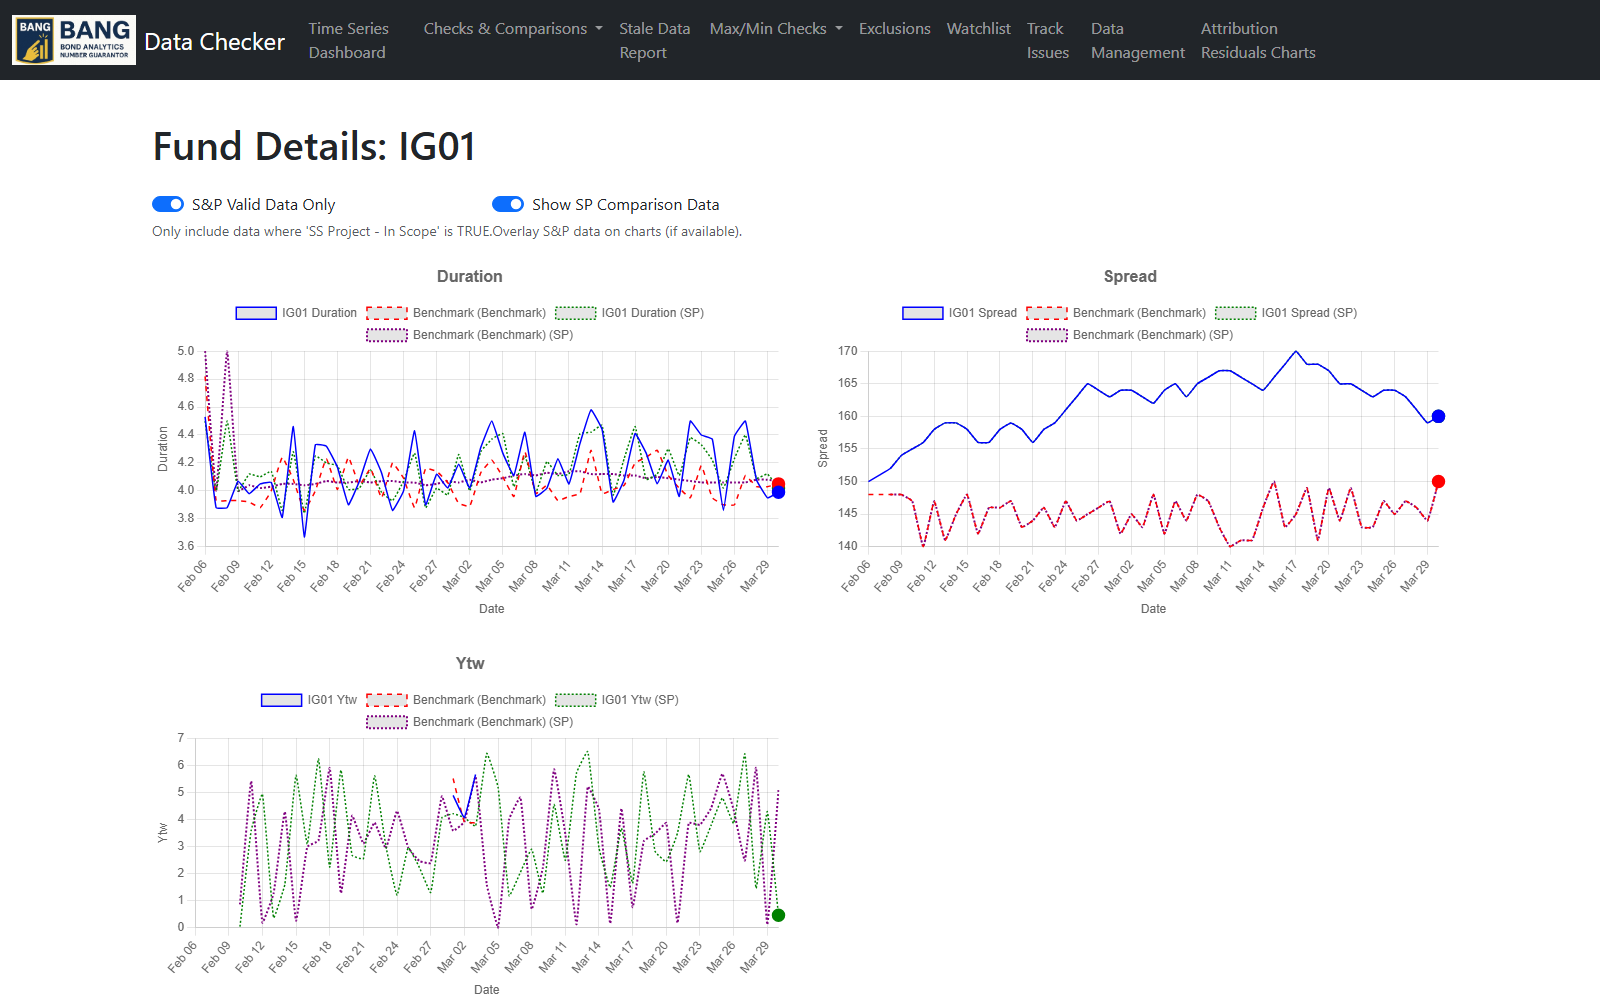 BANG
BANG
BOND ANALYTICS
NUMBER GUARANTOR
Data Checker
Time Series
Dashboard
Checks & Comparisons
Stale Data
Report
Max/Min Checks
Exclusions
Watchlist
Track
Issues
Data
Management
Attribution
Residuals Charts
Fund Details: IG01
S&P Valid Data Only
Show SP Comparison Data
Only include data where 'SS Project - In Scope' is TRUE.Overlay S&P data on charts (if available).
Duration
IG01 Duration
Benchmark (Benchmark)
IG01 Duration (SP)
Benchmark (Benchmark) (SP)
5.0
4.8
4.6
4.4
4.2
4.0
3.8
3.6
Duration
Feb 06
Feb 09
Feb 12
Feb 15
Feb 18
Feb 21
Feb 24
Feb 27
Mar 02
Mar 05
Mar 08
Mar 11
Mar 14
Mar 17
Mar 20
Mar 23
Mar 26
Mar 29
Date
Spread
IG01 Spread
Benchmark (Benchmark)
IG01 Spread (SP)
Benchmark (Benchmark) (SP)
170
165
160
155
150
145
140
Spread
Feb 06
Feb 09
Feb 12
Feb 15
Feb 18
Feb 21
Feb 24
Feb 27
Mar 02
Mar 05
Mar 08
Mar 11
Mar 14
Mar 17
Mar 20
Mar 23
Mar 26
Mar 29
Date
Ytw
IG01 Ytw
Benchmark (Benchmark)
IG01 Ytw (SP)
Benchmark (Benchmark) (SP)
7
6
5
4
3
2
1
0
Ytw
Feb 06
Feb 09
Feb 12
Feb 15
Feb 18
Feb 21
Feb 24
Feb 27
Mar 02
Mar 05
Mar 08
Mar 11
Mar 14
Mar 17
Mar 20
Mar 23
Mar 26
Mar 29
Date